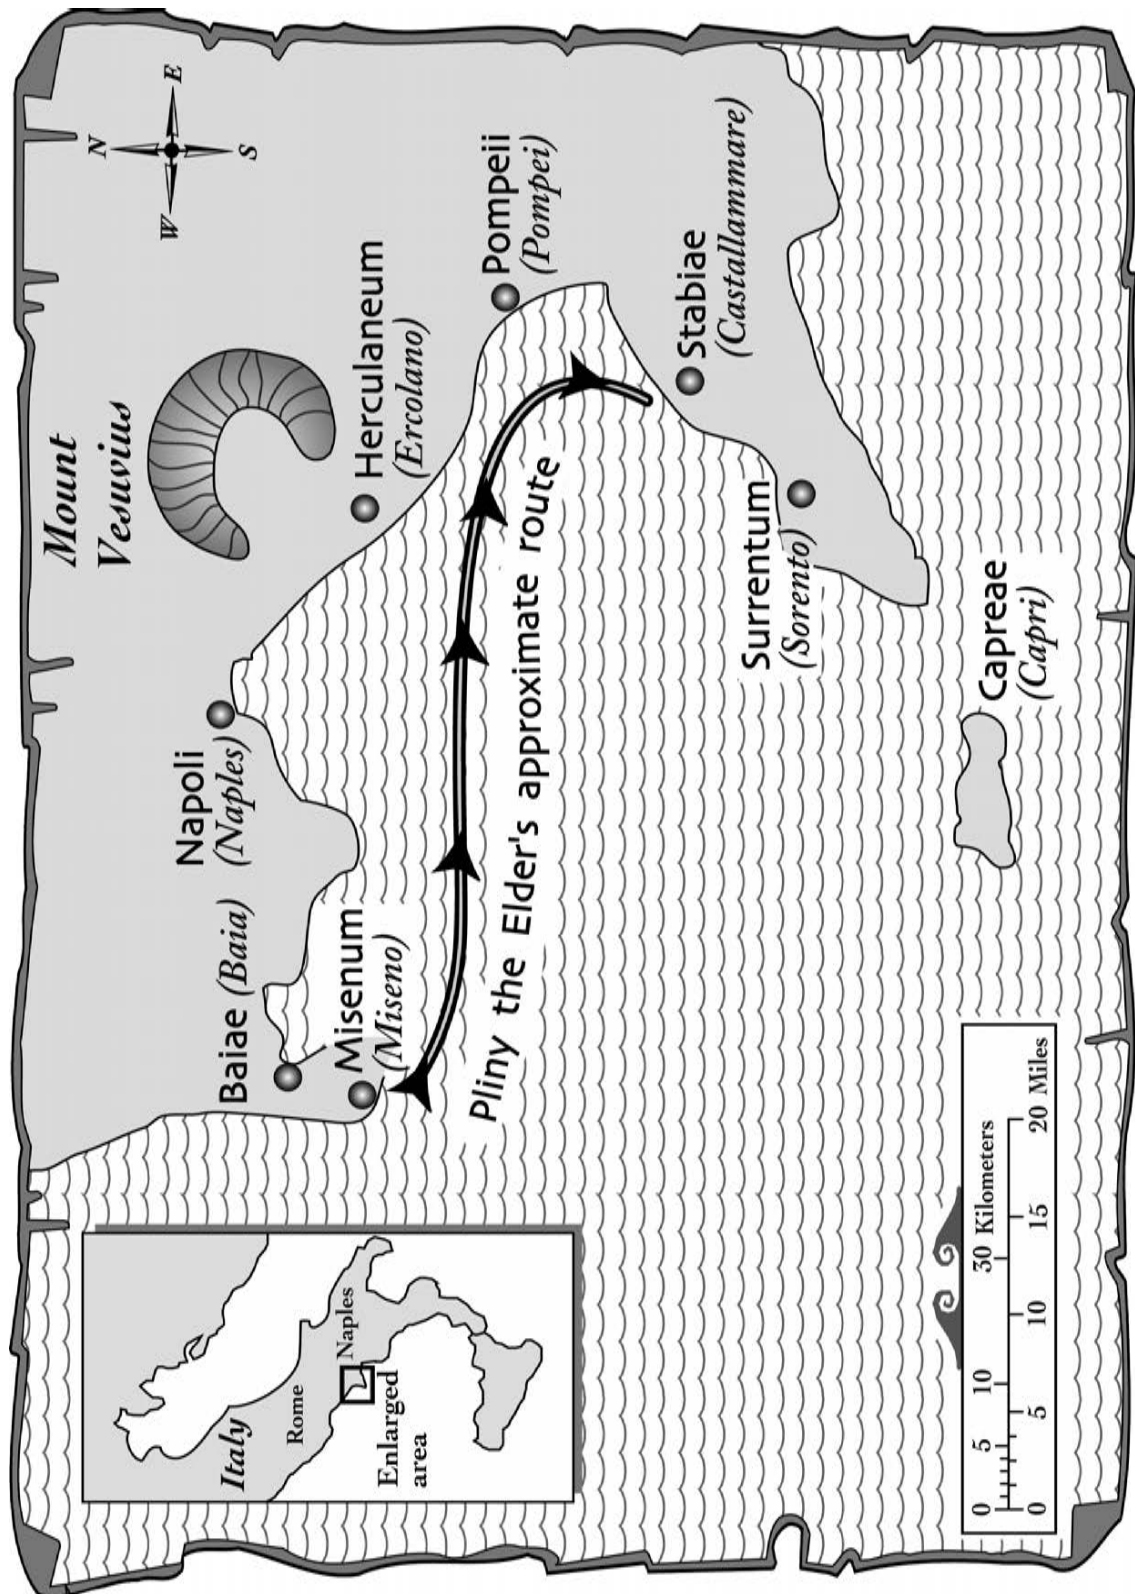 Mount
Vesuvius
N
W
E
S
Napoli
(Naples)
Baiae (Baia)
Misenum
(Miseno)
Herculaneum
(Ercolano)
Pompeii
(Pompei)
Pliny the Elder's approximate route
Stabiae
(Castallammare)
Surrentum
(Sorento)
Capreae
(Capri)
Italy
Rome
Naples
Enlarged
area
0 5 10 30 Kilometers
0 5 10 15 20 Miles